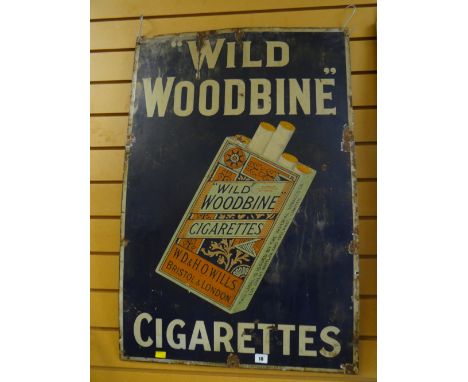 "WILD
WOODBINE"
"WILD
WOODBINE"
CIGARETTES
W.D.& H.O.WILLS.
BRISTOL & LONDON.
CIGARETTES